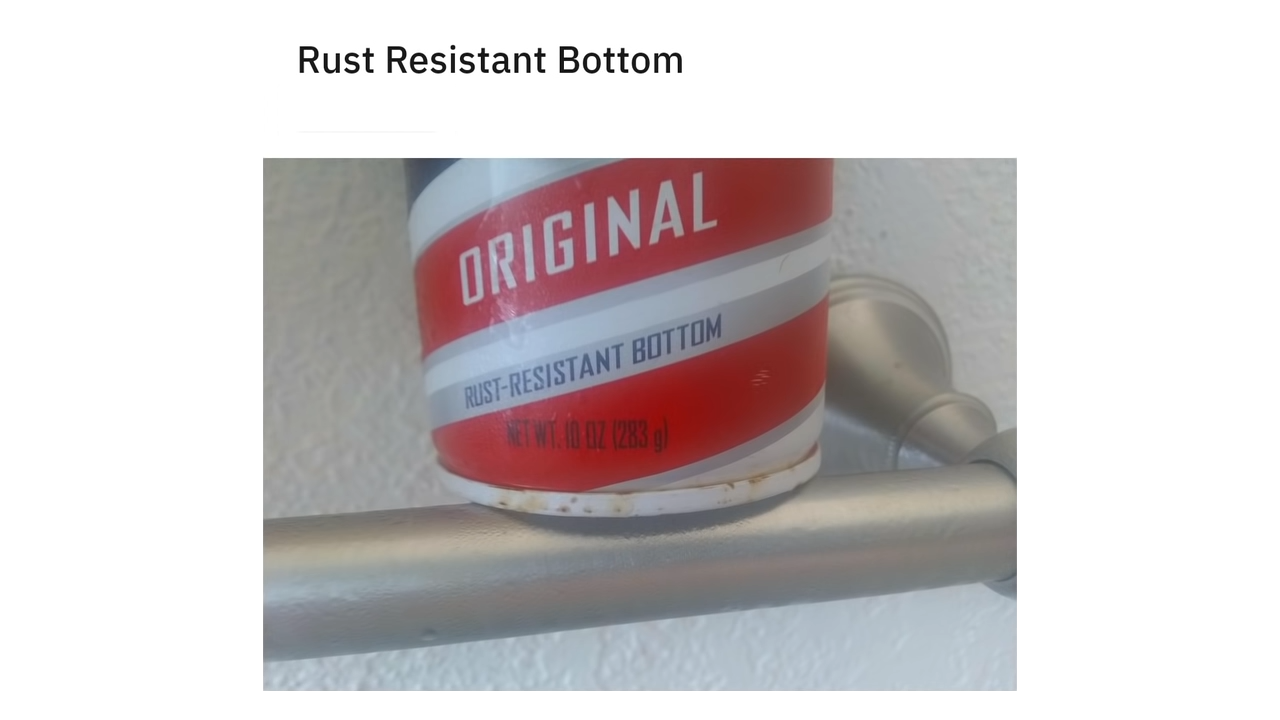 Rust Resistant Bottom
ORIGINAL
RUST-RESISTANT BOTTOM
NET WT. 10 OZ (283 g)